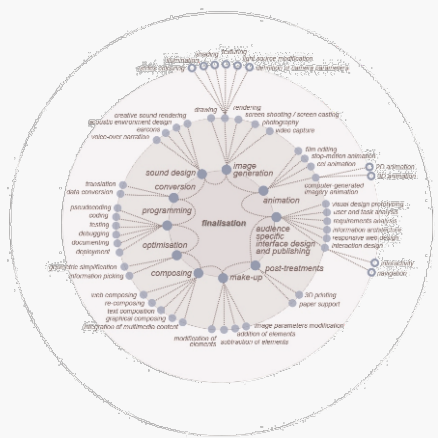 shading
texturing
light source modification
drawing
rendering
creative sound rendering
acoustic environment design
earcons
voice-over narration
screen shooting / screen casting
photography
video capture
film editing
stop-motion animation
cel animation
2D animation
3D animation
computer-generated
imagery animation
sound design
image
generation
animation
translation
data conversion
conversion
pseudocoding
coding
testing
debugging
documenting
deployment
programming
finalisation
visual design prototyping
user and task analysis
requirements analysis
information architecture
responsive web design
interaction design
interactivity
navigation
audience
specific
interface design
and publishing
optimisation
geometric simplification
information picking
composing
make-up
post-treatments
3D printing
paper support
web composing
re-composing
text composition
graphical composing
integration of multimedia content
image parameters modification
addition of elements
subtraction of elements
modification of
elements